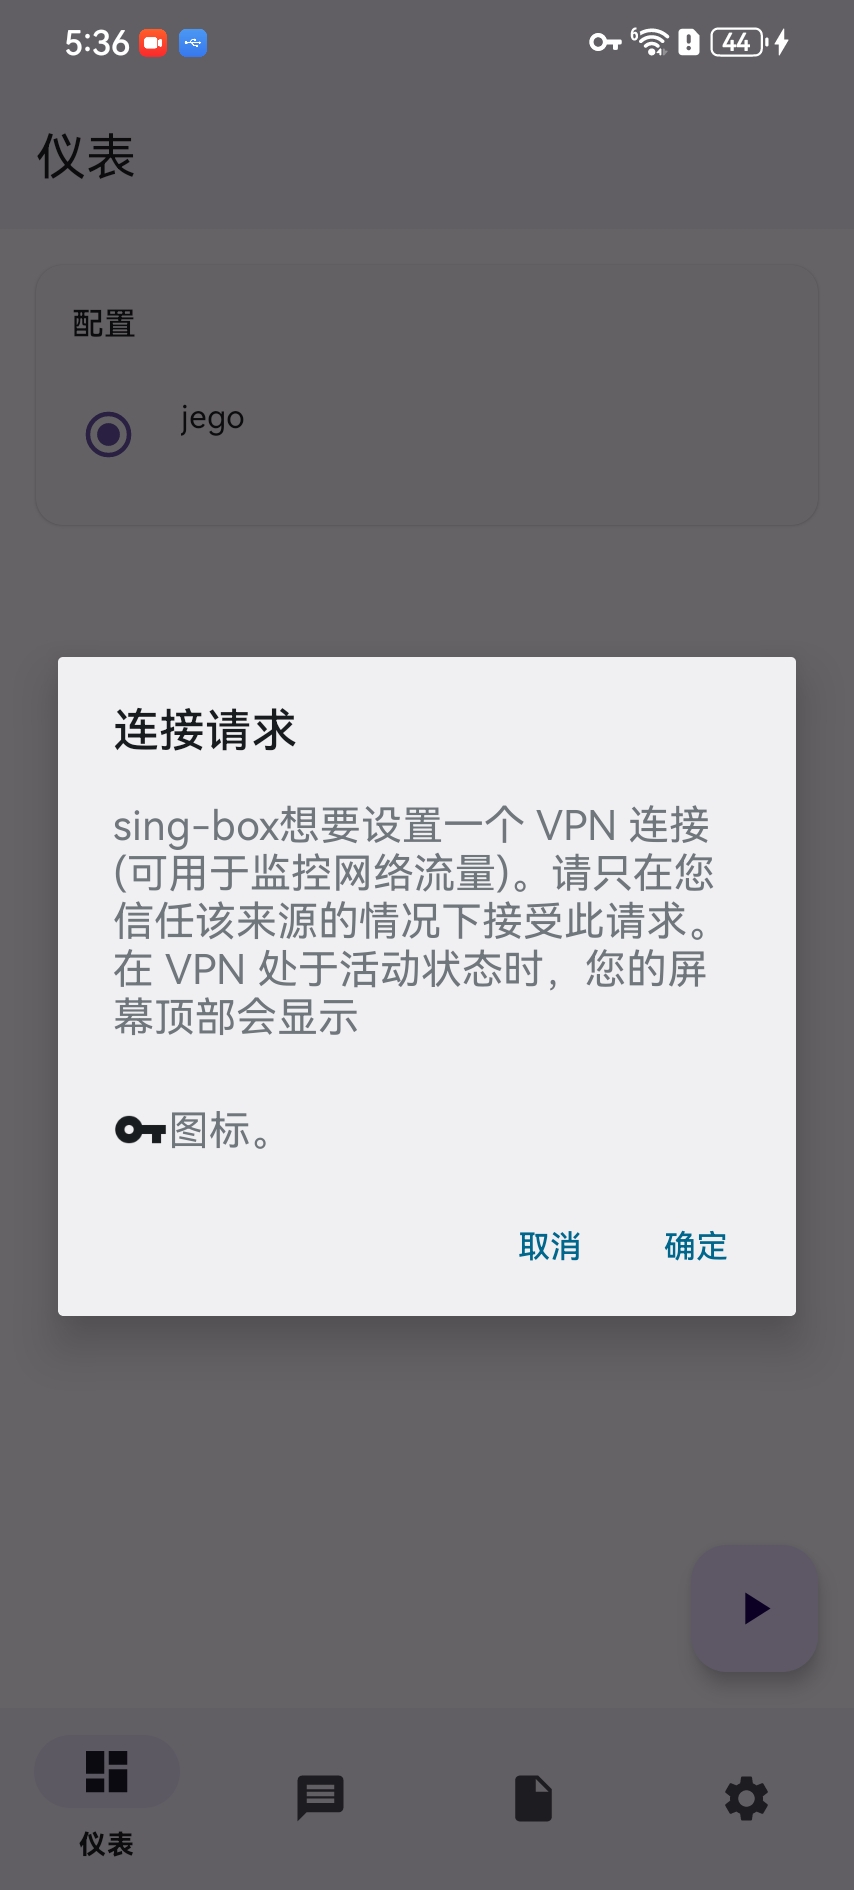 5:36
6
44
仪表
配置
jego
连接请求
sing-box想要设置一个 VPN 连接
(可用于监控网络流量)。请只在您
信任该来源的情况下接受此请求。
在 VPN 处于活动状态时，您的屏
幕顶部会显示
图标。
取消
确定
仪表